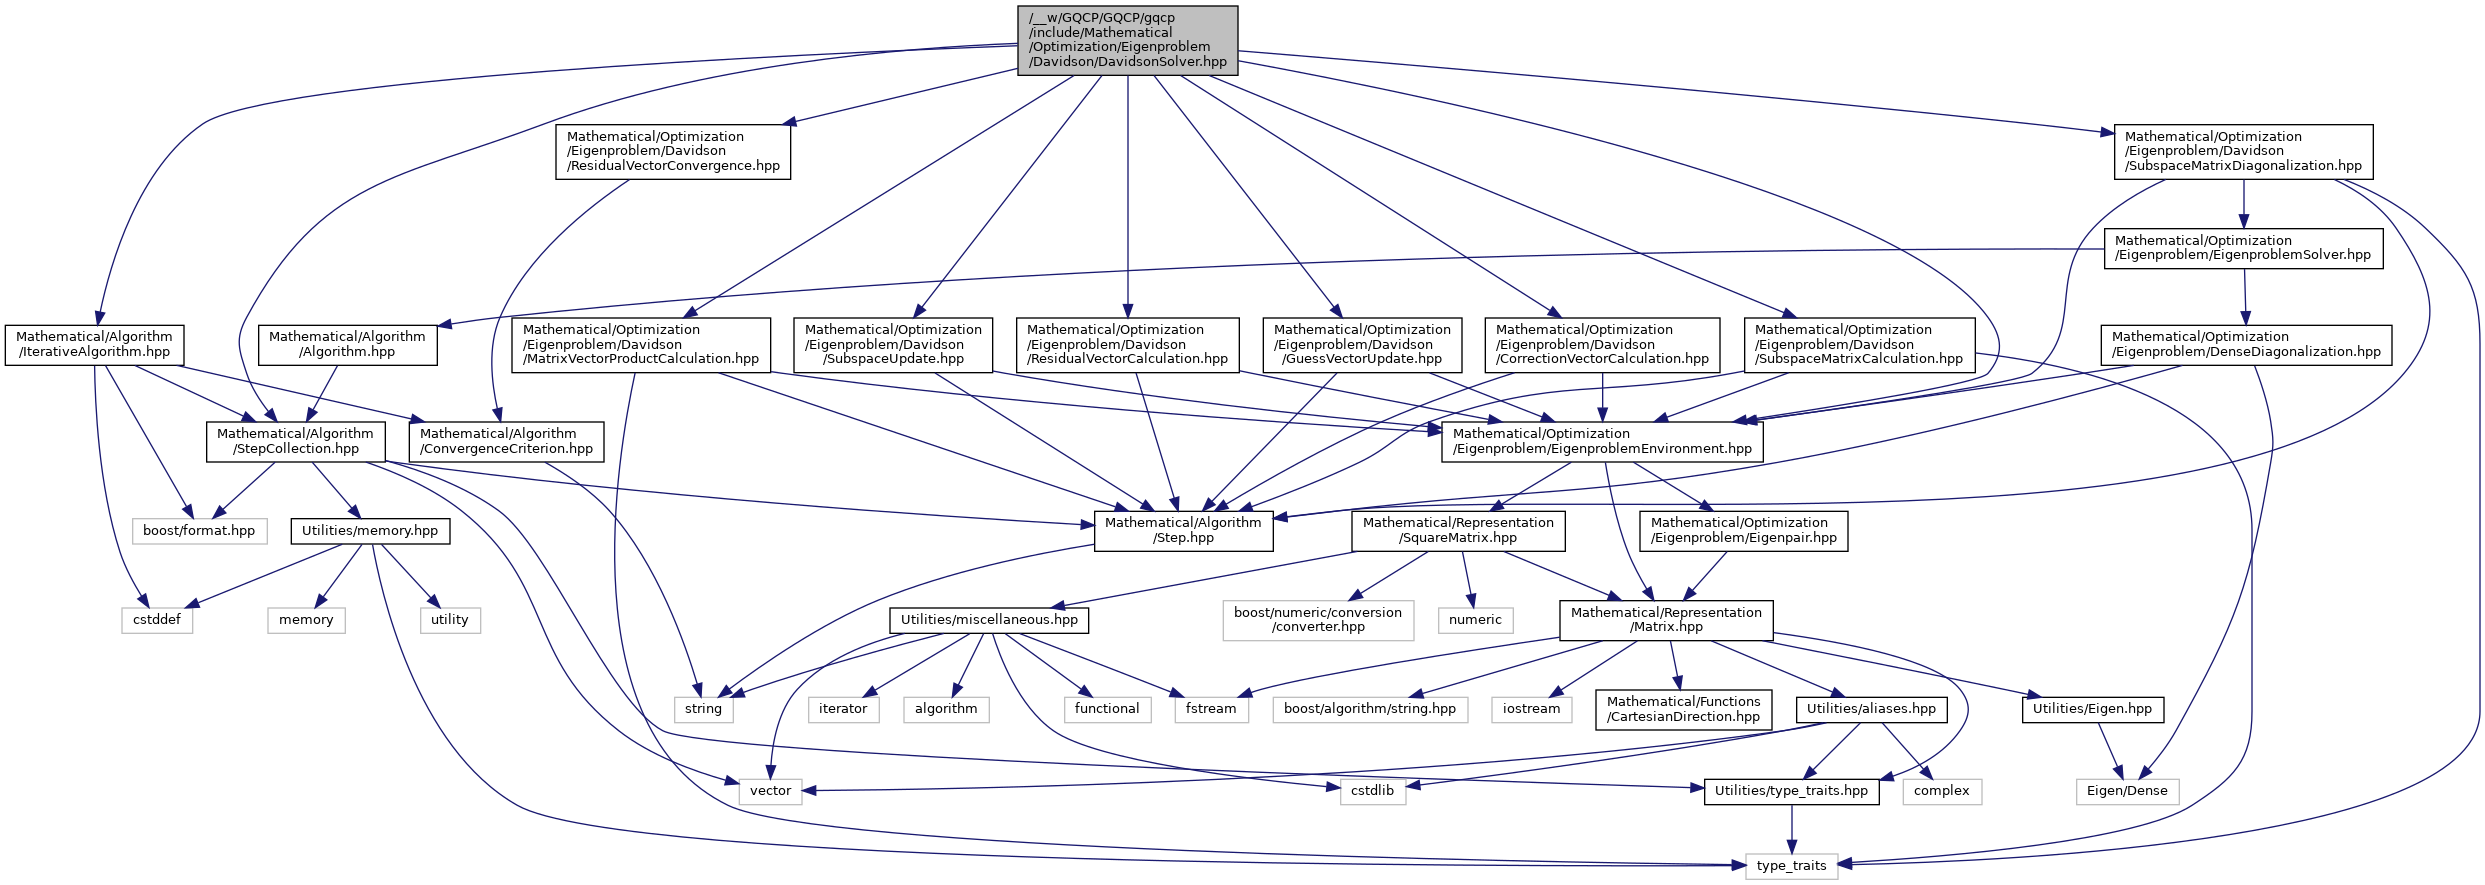 /__w/GQCP/GQCP/gqcp
/include/Mathematical
/Optimization/Eigenproblem
/Davidson/DavidsonSolver.hpp
Mathematical/Optimization
/Eigenproblem/Davidson
/ResidualVectorConvergence.hpp
Mathematical/Optimization
/Eigenproblem/Davidson
/SubspaceMatrixDiagonalization.hpp
Mathematical/Optimization
/Eigenproblem/EigenproblemSolver.hpp
Mathematical/Algorithm
/IterativeAlgorithm.hpp
Mathematical/Algorithm
/Algorithm.hpp
Mathematical/Optimization
/Eigenproblem/Davidson
/MatrixVectorProductCalculation.hpp
Mathematical/Optimization
/Eigenproblem/Davidson
/SubspaceUpdate.hpp
Mathematical/Optimization
/Eigenproblem/Davidson
/ResidualVectorCalculation.hpp
Mathematical/Optimization
/Eigenproblem/Davidson
/GuessVectorUpdate.hpp
Mathematical/Optimization
/Eigenproblem/Davidson
/CorrectionVectorCalculation.hpp
Mathematical/Optimization
/Eigenproblem/Davidson
/SubspaceMatrixCalculation.hpp
Mathematical/Optimization
/Eigenproblem/DenseDiagonalization.hpp
Mathematical/Algorithm
/StepCollection.hpp
Mathematical/Algorithm
/ConvergenceCriterion.hpp
Mathematical/Optimization
/Eigenproblem/EigenproblemEnvironment.hpp
boost/format.hpp
Utilities/memory.hpp
Mathematical/Algorithm
/Step.hpp
Mathematical/Representation
/SquareMatrix.hpp
Mathematical/Optimization
/Eigenproblem/Eigenpair.hpp
cstddef
memory
utility
Utilities/miscellaneous.hpp
boost/numeric/conversion
/converter.hpp
numeric
Mathematical/Representation
/Matrix.hpp
string
iterator
algorithm
functional
fstream
boost/algorithm/string.hpp
iostream
Mathematical/Functions
/CartesianDirection.hpp
Utilities/aliases.hpp
Utilities/Eigen.hpp
vector
cstdlib
Utilities/type_traits.hpp
complex
Eigen/Dense
type_traits